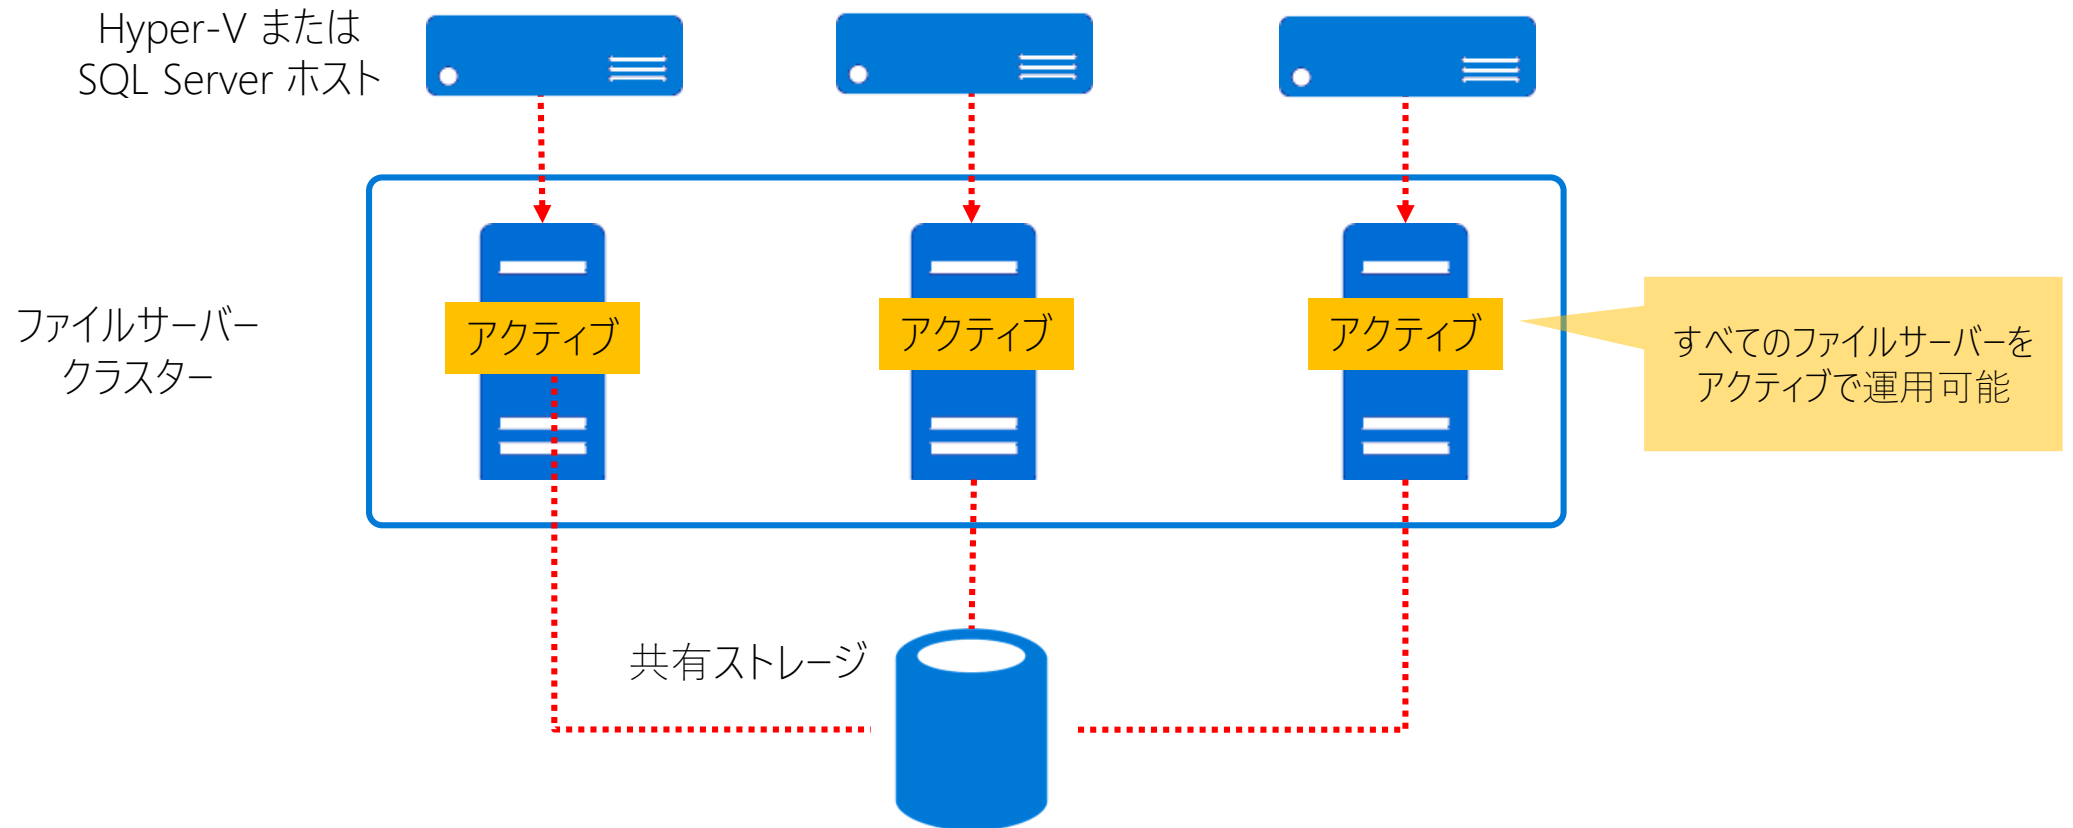 Hyper-V または
SQL Server ホスト
ファイルサーバー
クラスター
アクティブ
アクティブ
アクティブ
すべてのファイルサーバーを
アクティブで運用可能
共有ストレージ